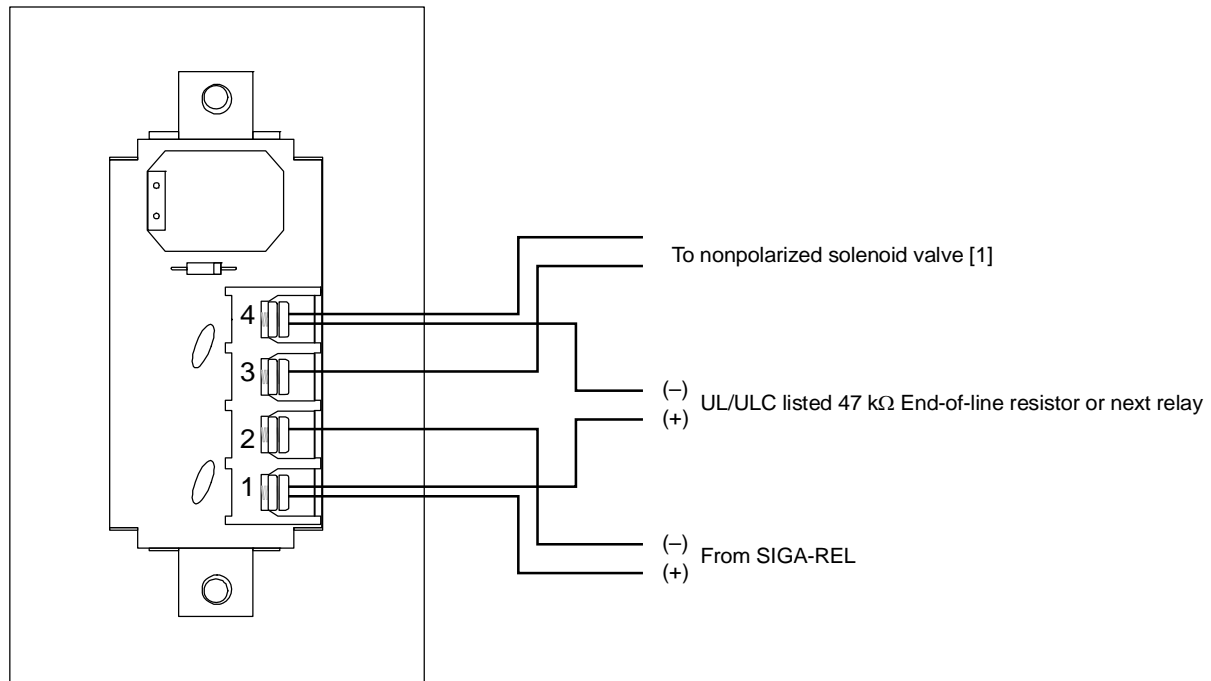 To nonpolarized solenoid valve [1]
4
3
(–)
UL/ULC listed 47 kΩ End-of-line resistor or next relay
(+)
2
1
(–)
From SIGA-REL
(+)